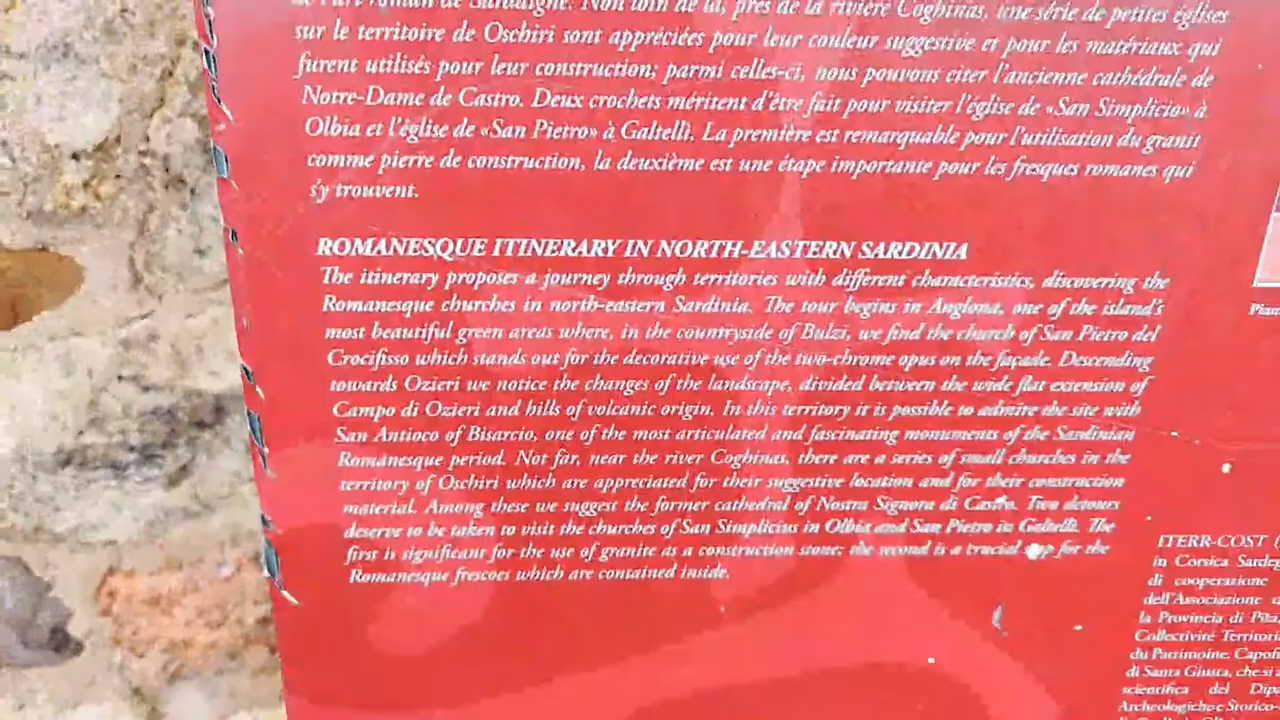 de l'art roman de Sardaigne. Non loin de là, près de la rivière Coghinas, une série de petites églises
sur le territoire de Oschiri sont appréciées pour leur couleur suggestive et pour les matériaux qui
furent utilisés pour leur construction; parmi celles-ci, nous pouvons citer l'ancienne cathédrale de
Notre-Dame de Castro. Deux crochets méritent d'être fait pour visiter l'église de «San Simplicio» à
Olbia et l'église de «San Pietro» à Galtellì. La première est remarquable pour l'utilisation du granit
comme pierre de construction, la deuxième est une étape importante pour les fresques romanes qui
s'y trouvent.
ROMANESQUE ITINERARY IN NORTH-EASTERN SARDINIA
The itinerary proposes a journey through territories with different characteristics, discovering the
Romanesque churches in north-eastern Sardinia. The tour begins in Anglona, one of the island's
most beautiful green areas where, in the countryside of Bulzi, we find the church of San Pietro del
Crocifisso which stands out for the decorative use of the two-chrome opus on the façade. Descending
towards Ozieri we notice the changes of the landscape, divided between the wide flat extension of
Campo di Ozieri and hills of volcanic origin. In this territory it is possible to admire the site with
San Antioco of Bisarcio, one of the most articulated and fascinating monuments of the Sardinian
Romanesque period. Not far, near the river Coghinas, there are a series of small churches in the
territory of Oschiri which are appreciated for their suggestive location and for their construction
material. Among these we suggest the former cathedral of Nostra Signora di Castro. Two detours
deserve to be taken to visit the churches of San Simplicius in Olbia and San Pietro in Galtellì. The
first is significant for the use of granite as a construction stone; the second is a crucial for the
Romanesque frescoes which are contained inside.
ITERR-COST (
in Corsica Sardeg
di cooperazione
dell'Associazione
la Provincia di Pisa
Collectivité Territoria
du Patrimoine. Capofi
di Santa Giusta, che si
scientifica del Dipa
Archeologiche e Storico-